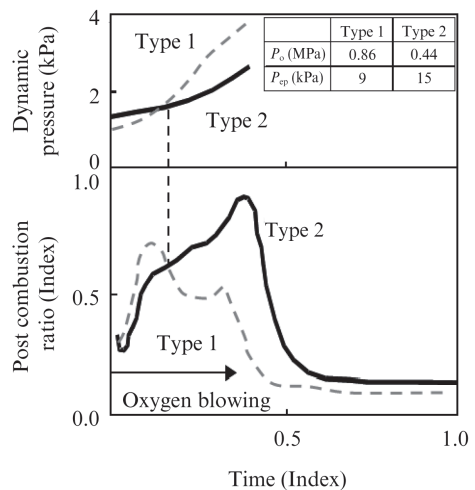 4
2
0
Dynamic
pressure (kPa)
Type 1
Type 2
Type 1 Type 2
Pₒ (MPa) 0.86 0.44
Pₑₚ (kPa) 9 15
1.0
0.5
0.0
Post combustion
ratio (Index)
Type 2
Type 1
Oxygen blowing
0.5 1.0
Time (Index)